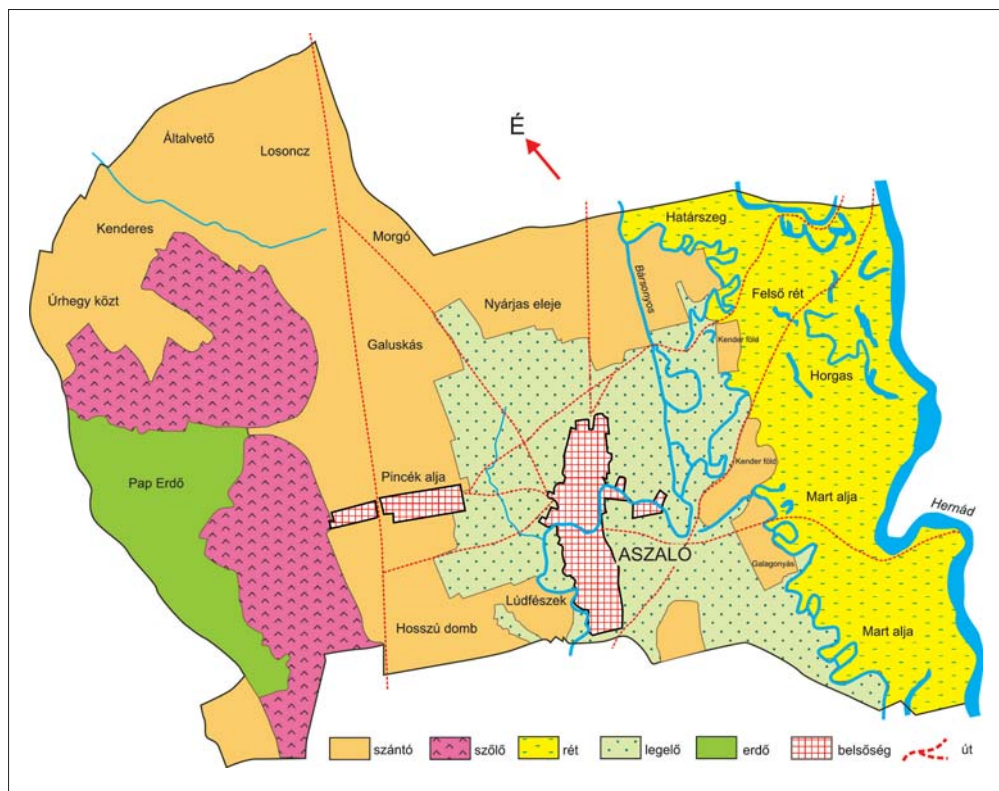 É
Általvető
Losoncz
Kenderes
Morgó
Határszeg
Úrhegy közt
Bársonyos
Nyárjas eleje
Felső rét
Galuskás
Kender föld
Horgas
Pap Erdő
Pincék alja
Kender föld
Mart alja
Hernád
ASZALÓ
Galagonyás
Lúdfészek
Hosszú domb
Mart alja
szántó
szőlő
rét
legelő
erdő
belsőség
út